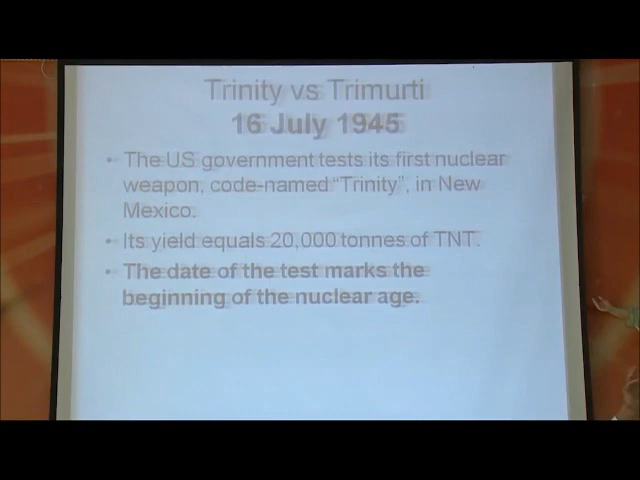 Trinity vs Trimurti
16 July 1945
• The US government tests its first nuclear
weapon, code-named “Trinity”, in New
Mexico.
• Its yield equals 20,000 tonnes of TNT.
• The date of the test marks the
beginning of the nuclear age.